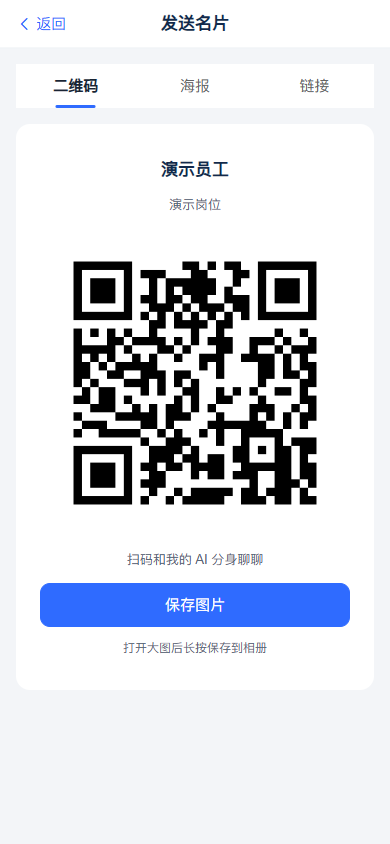 返回
发送名片
二维码
海报
链接
演示员工
演示岗位
扫码和我的 AI 分身聊聊
保存图片
打开大图后长按保存到相册